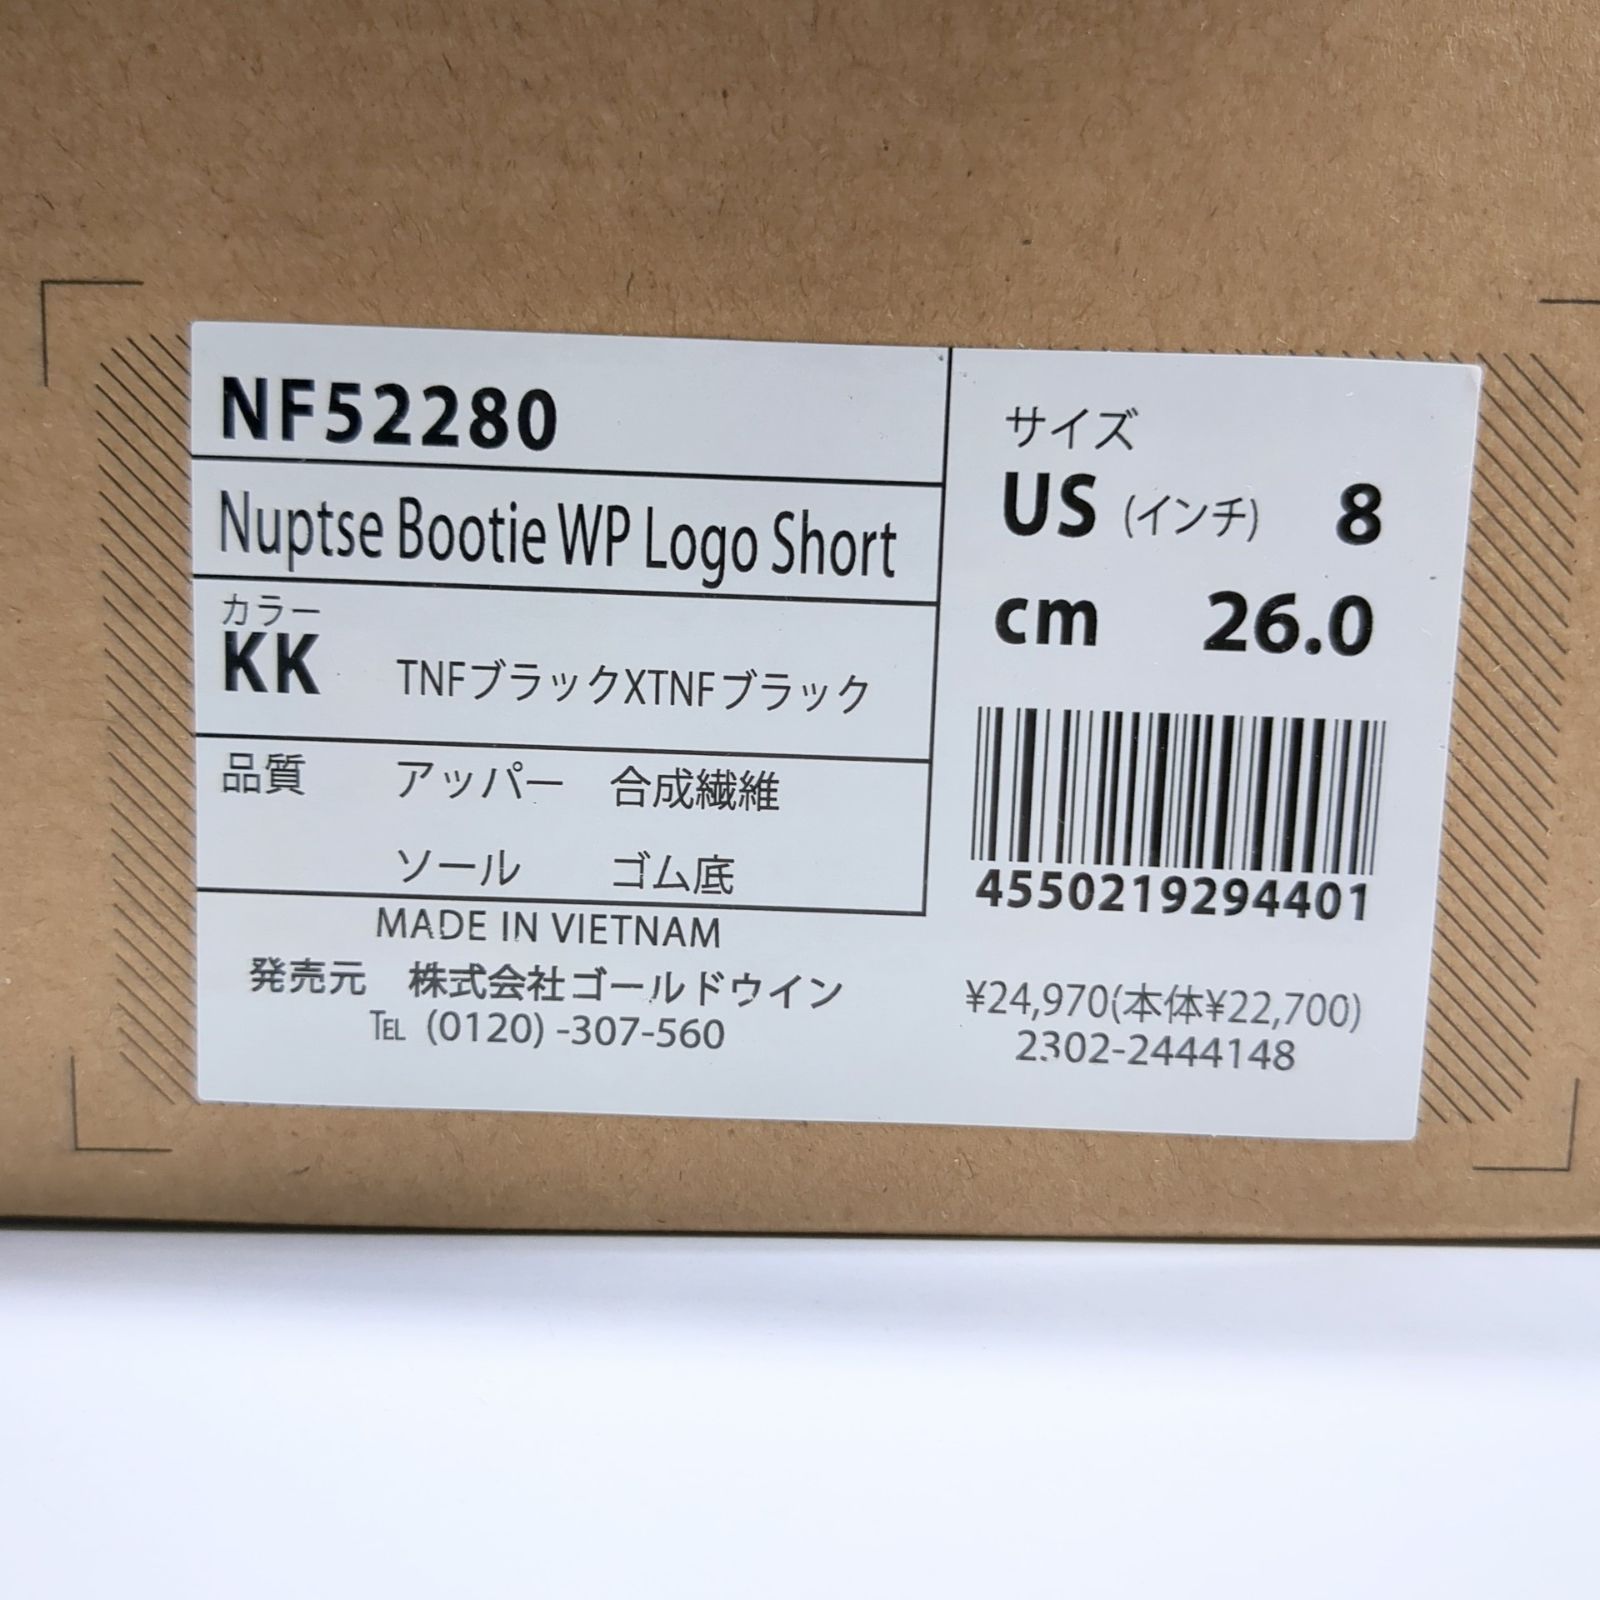 NF52280
Nuptse Bootie WP Logo Short
カラー
KK TNFブラックXTNFブラック
品質 アッパー 合成繊維
ソール ゴム底
MADE IN VIETNAM
発売元 株式会社ゴールドウイン
TEL (0120) -307-560
サイズ
US (インチ) 8
cm 26.0
4550219294401
¥24,970(本体¥22,700)
2302-2444148